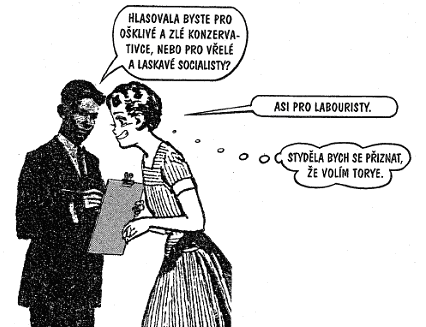 HLASOVALA BYSTE PRO
OŠKLIVÉ A ZLÉ KONZERVA-
TIVCE, NEBO PRO VŘELÉ
A LASKAVÉ SOCIALISTY?
ASI PRO LABOURISTY.
STYDĚLA BYCH SE PŘIZNAT,
ŽE VOLÍM TORYE.